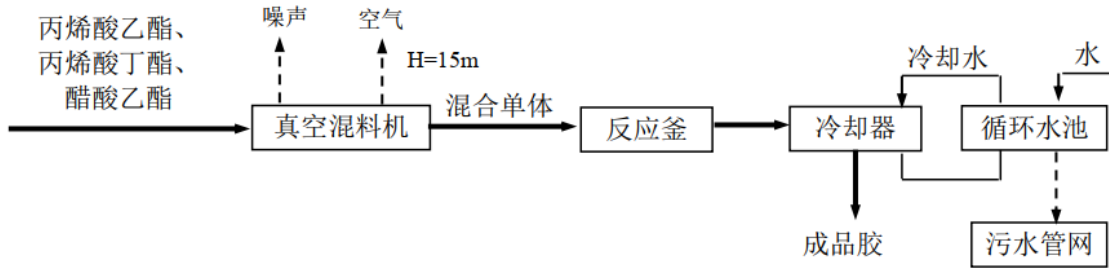 丙烯酸乙酯、
丙烯酸丁酯、
醋酸乙酯
噪声
空气
H=15m
真空混料机
混合单体
反应釜
冷却器
冷却水
水
循环水池
成品胶
污水管网